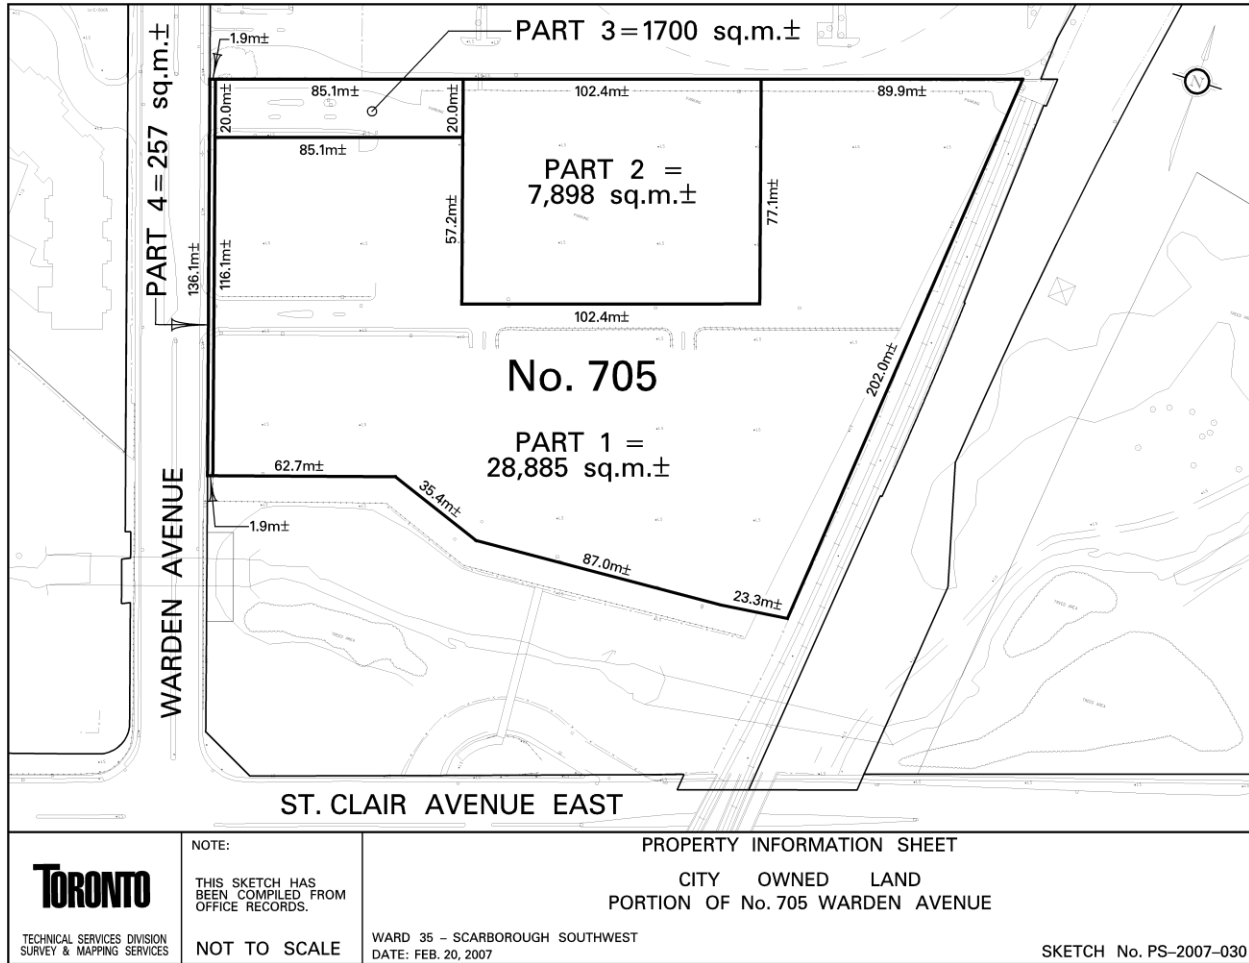 PART 3=1700 sq.m.±
1.9m±
PART 4=257 sq.m.±
85.1m±
102.4m±
89.9m±
20.0m±
20.0m±
85.1m±
PART 2 =
7,898 sq.m.±
57.2m±
77.1m±
136.1m±
116.1m±
102.4m±
No. 705
202.0m±
PART 1 =
28,885 sq.m.±
62.7m±
35.4m±
1.9m±
87.0m±
23.3m±
WARDEN AVENUE
ST. CLAIR AVENUE EAST
N
TREED AREA
TREED AREA
TORONTO
TECHNICAL SERVICES DIVISION
SURVEY & MAPPING SERVICES
NOTE:
THIS SKETCH HAS
BEEN COMPILED FROM
OFFICE RECORDS.
NOT TO SCALE
PROPERTY INFORMATION SHEET
CITY OWNED LAND
PORTION OF No. 705 WARDEN AVENUE
WARD 35 – SCARBOROUGH SOUTHWEST
DATE: FEB. 20, 2007
SKETCH No. PS–2007–030